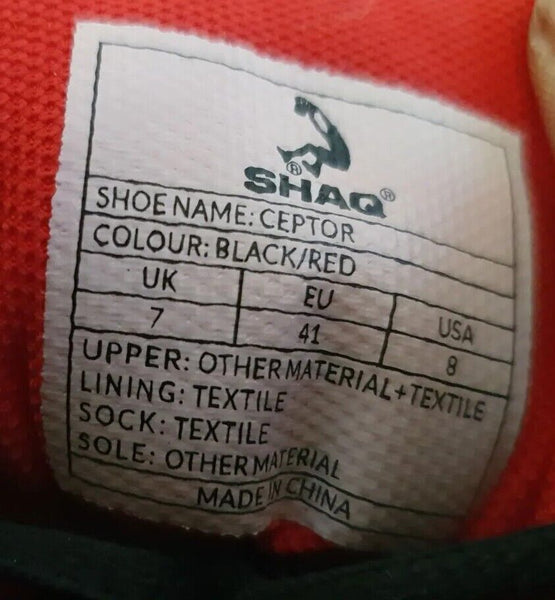 SHAQ
SHOE NAME: CEPTOR
COLOUR: BLACK/RED
UK EU USA
7 41 8
UPPER: OTHER MATERIAL+TEXTILE
LINING: TEXTILE
SOCK: TEXTILE
SOLE: OTHER MATERIAL
MADE IN CHINA